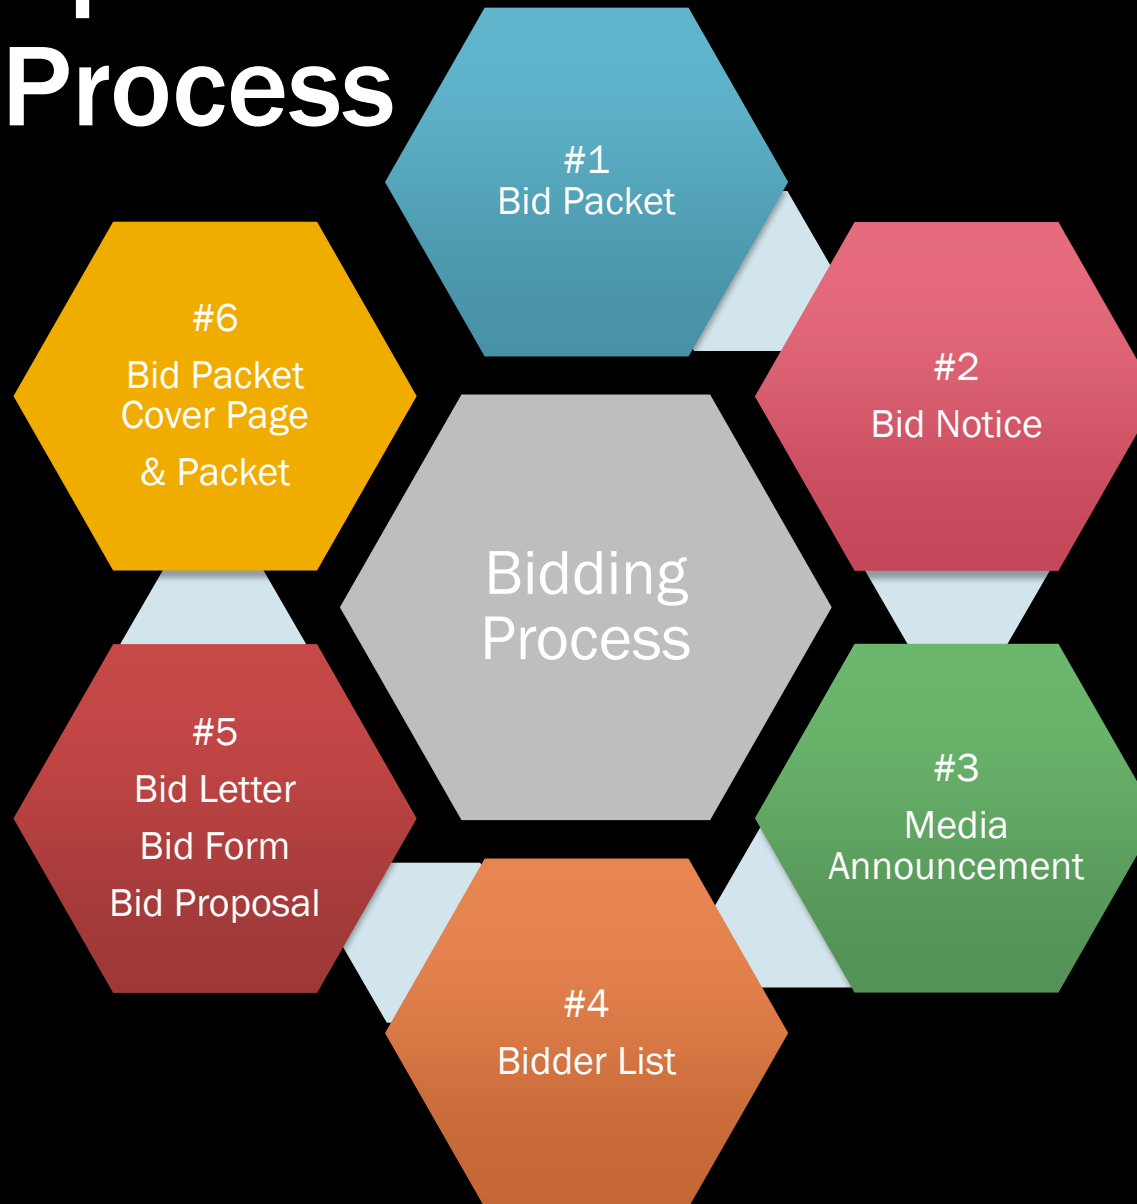 Process
#1
Bid Packet
#2
Bid Notice
#3
Media
Announcement
#4
Bidder List
#5
Bid Letter
Bid Form
Bid Proposal
#6
Bid Packet
Cover Page
& Packet
Bidding
Process